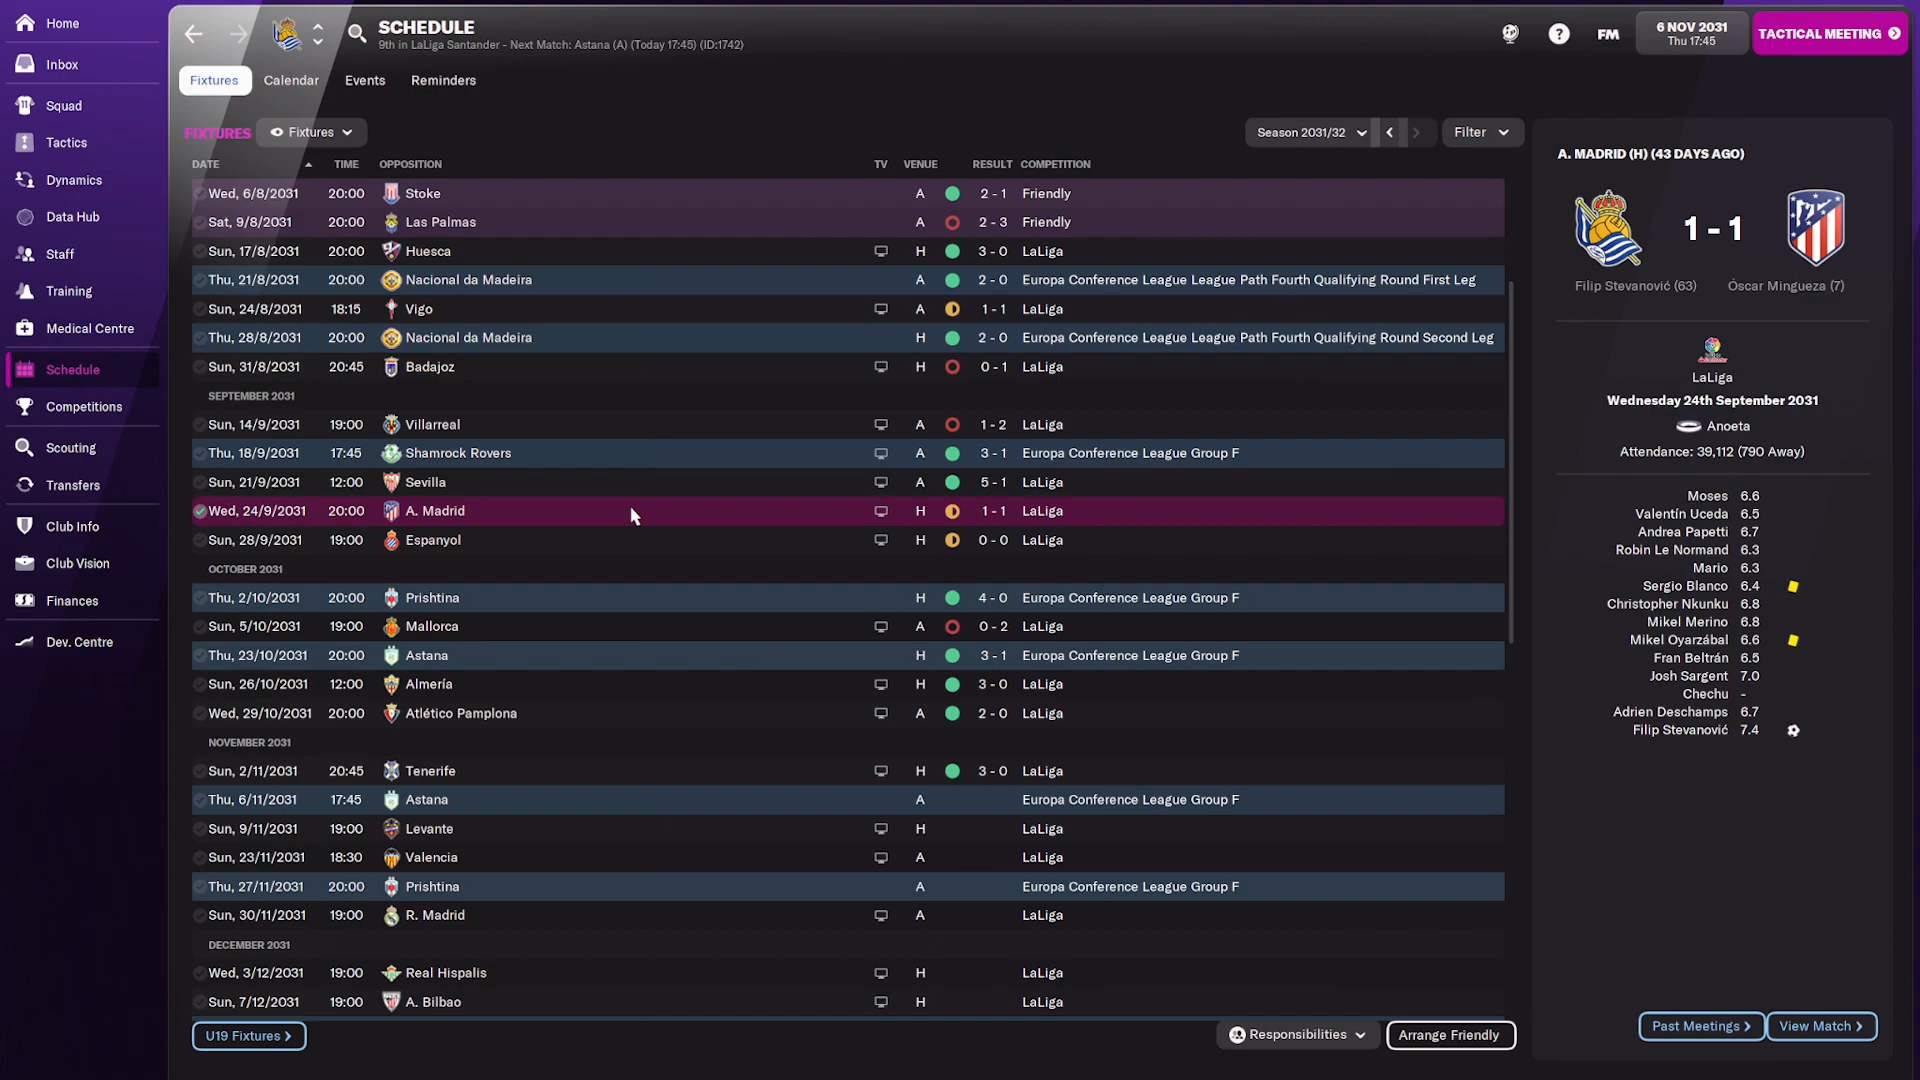 Home
Inbox
Squad
Tactics
Dynamics
Data Hub
Staff
Training
Medical Centre
Schedule
Competitions
Scouting
Transfers
Club Info
Club Vision
Finances
Dev. Centre
SCHEDULE
9th in LaLiga Santander - Next Match: Astana (A) (Today 17:45) (ID:1742)
FM
6 NOV 2031
Thu 17:45
TACTICAL MEETING
Fixtures Calendar Events Reminders
FIXTURES Fixtures Season 2031/32 Filter
DATE TIME OPPOSITION TV VENUE RESULT COMPETITION
Wed, 6/8/2031 20:00 Stoke A 2 - 1 Friendly
Sat, 9/8/2031 20:00 Las Palmas A 2 - 3 Friendly
Sun, 17/8/2031 20:00 Huesca H 3 - 0 LaLiga
Thu, 21/8/2031 20:00 Nacional da Madeira A 2 - 0 Europa Conference League League Path Fourth Qualifying Round First Leg
Sun, 24/8/2031 18:15 Vigo A 1 - 1 LaLiga
Thu, 28/8/2031 20:00 Nacional da Madeira H 2 - 0 Europa Conference League League Path Fourth Qualifying Round Second Leg
Sun, 31/8/2031 20:45 Badajoz H 0 - 1 LaLiga
SEPTEMBER 2031
Sun, 14/9/2031 19:00 Villarreal A 1 - 2 LaLiga
Thu, 18/9/2031 17:45 Shamrock Rovers A 3 - 1 Europa Conference League Group F
Sun, 21/9/2031 12:00 Sevilla A 5 - 1 LaLiga
Wed, 24/9/2031 20:00 A. Madrid H 1 - 1 LaLiga
Sun, 28/9/2031 19:00 Espanyol H 0 - 0 LaLiga
OCTOBER 2031
Thu, 2/10/2031 20:00 Prishtina H 4 - 0 Europa Conference League Group F
Sun, 5/10/2031 19:00 Mallorca A 0 - 2 LaLiga
Thu, 23/10/2031 20:00 Astana H 3 - 1 Europa Conference League Group F
Sun, 26/10/2031 12:00 Almería H 3 - 0 LaLiga
Wed, 29/10/2031 20:00 Atlético Pamplona A 2 - 0 LaLiga
NOVEMBER 2031
Sun, 2/11/2031 20:45 Tenerife H 3 - 0 LaLiga
Thu, 6/11/2031 17:45 Astana A Europa Conference League Group F
Sun, 9/11/2031 19:00 Levante H LaLiga
Sun, 23/11/2031 18:30 Valencia A LaLiga
Thu, 27/11/2031 20:00 Prishtina A Europa Conference League Group F
Sun, 30/11/2031 19:00 R. Madrid A LaLiga
DECEMBER 2031
Wed, 3/12/2031 19:00 Real Hispalis H LaLiga
Sun, 7/12/2031 19:00 A. Bilbao H LaLiga
U19 Fixtures Responsibilities Arrange Friendly
A. MADRID (H) (43 DAYS AGO)
1 - 1
Filip Stevanović (63) Óscar Mingueza (7)
LaLiga
Wednesday 24th September 2031
Anoeta
Attendance: 39,112 (790 Away)
Moses 6.6
Valentín Uceda 6.5
Andrea Papetti 6.7
Robin Le Normand 6.3
Mario 6.3
Sergio Blanco 6.4
Christopher Nkunku 6.8
Mikel Merino 6.8
Mikel Oyarzábal 6.6
Fran Beltrán 6.5
Josh Sargent 7.0
Chechu -
Adrien Deschamps 6.7
Filip Stevanović 7.4
Past Meetings View Match